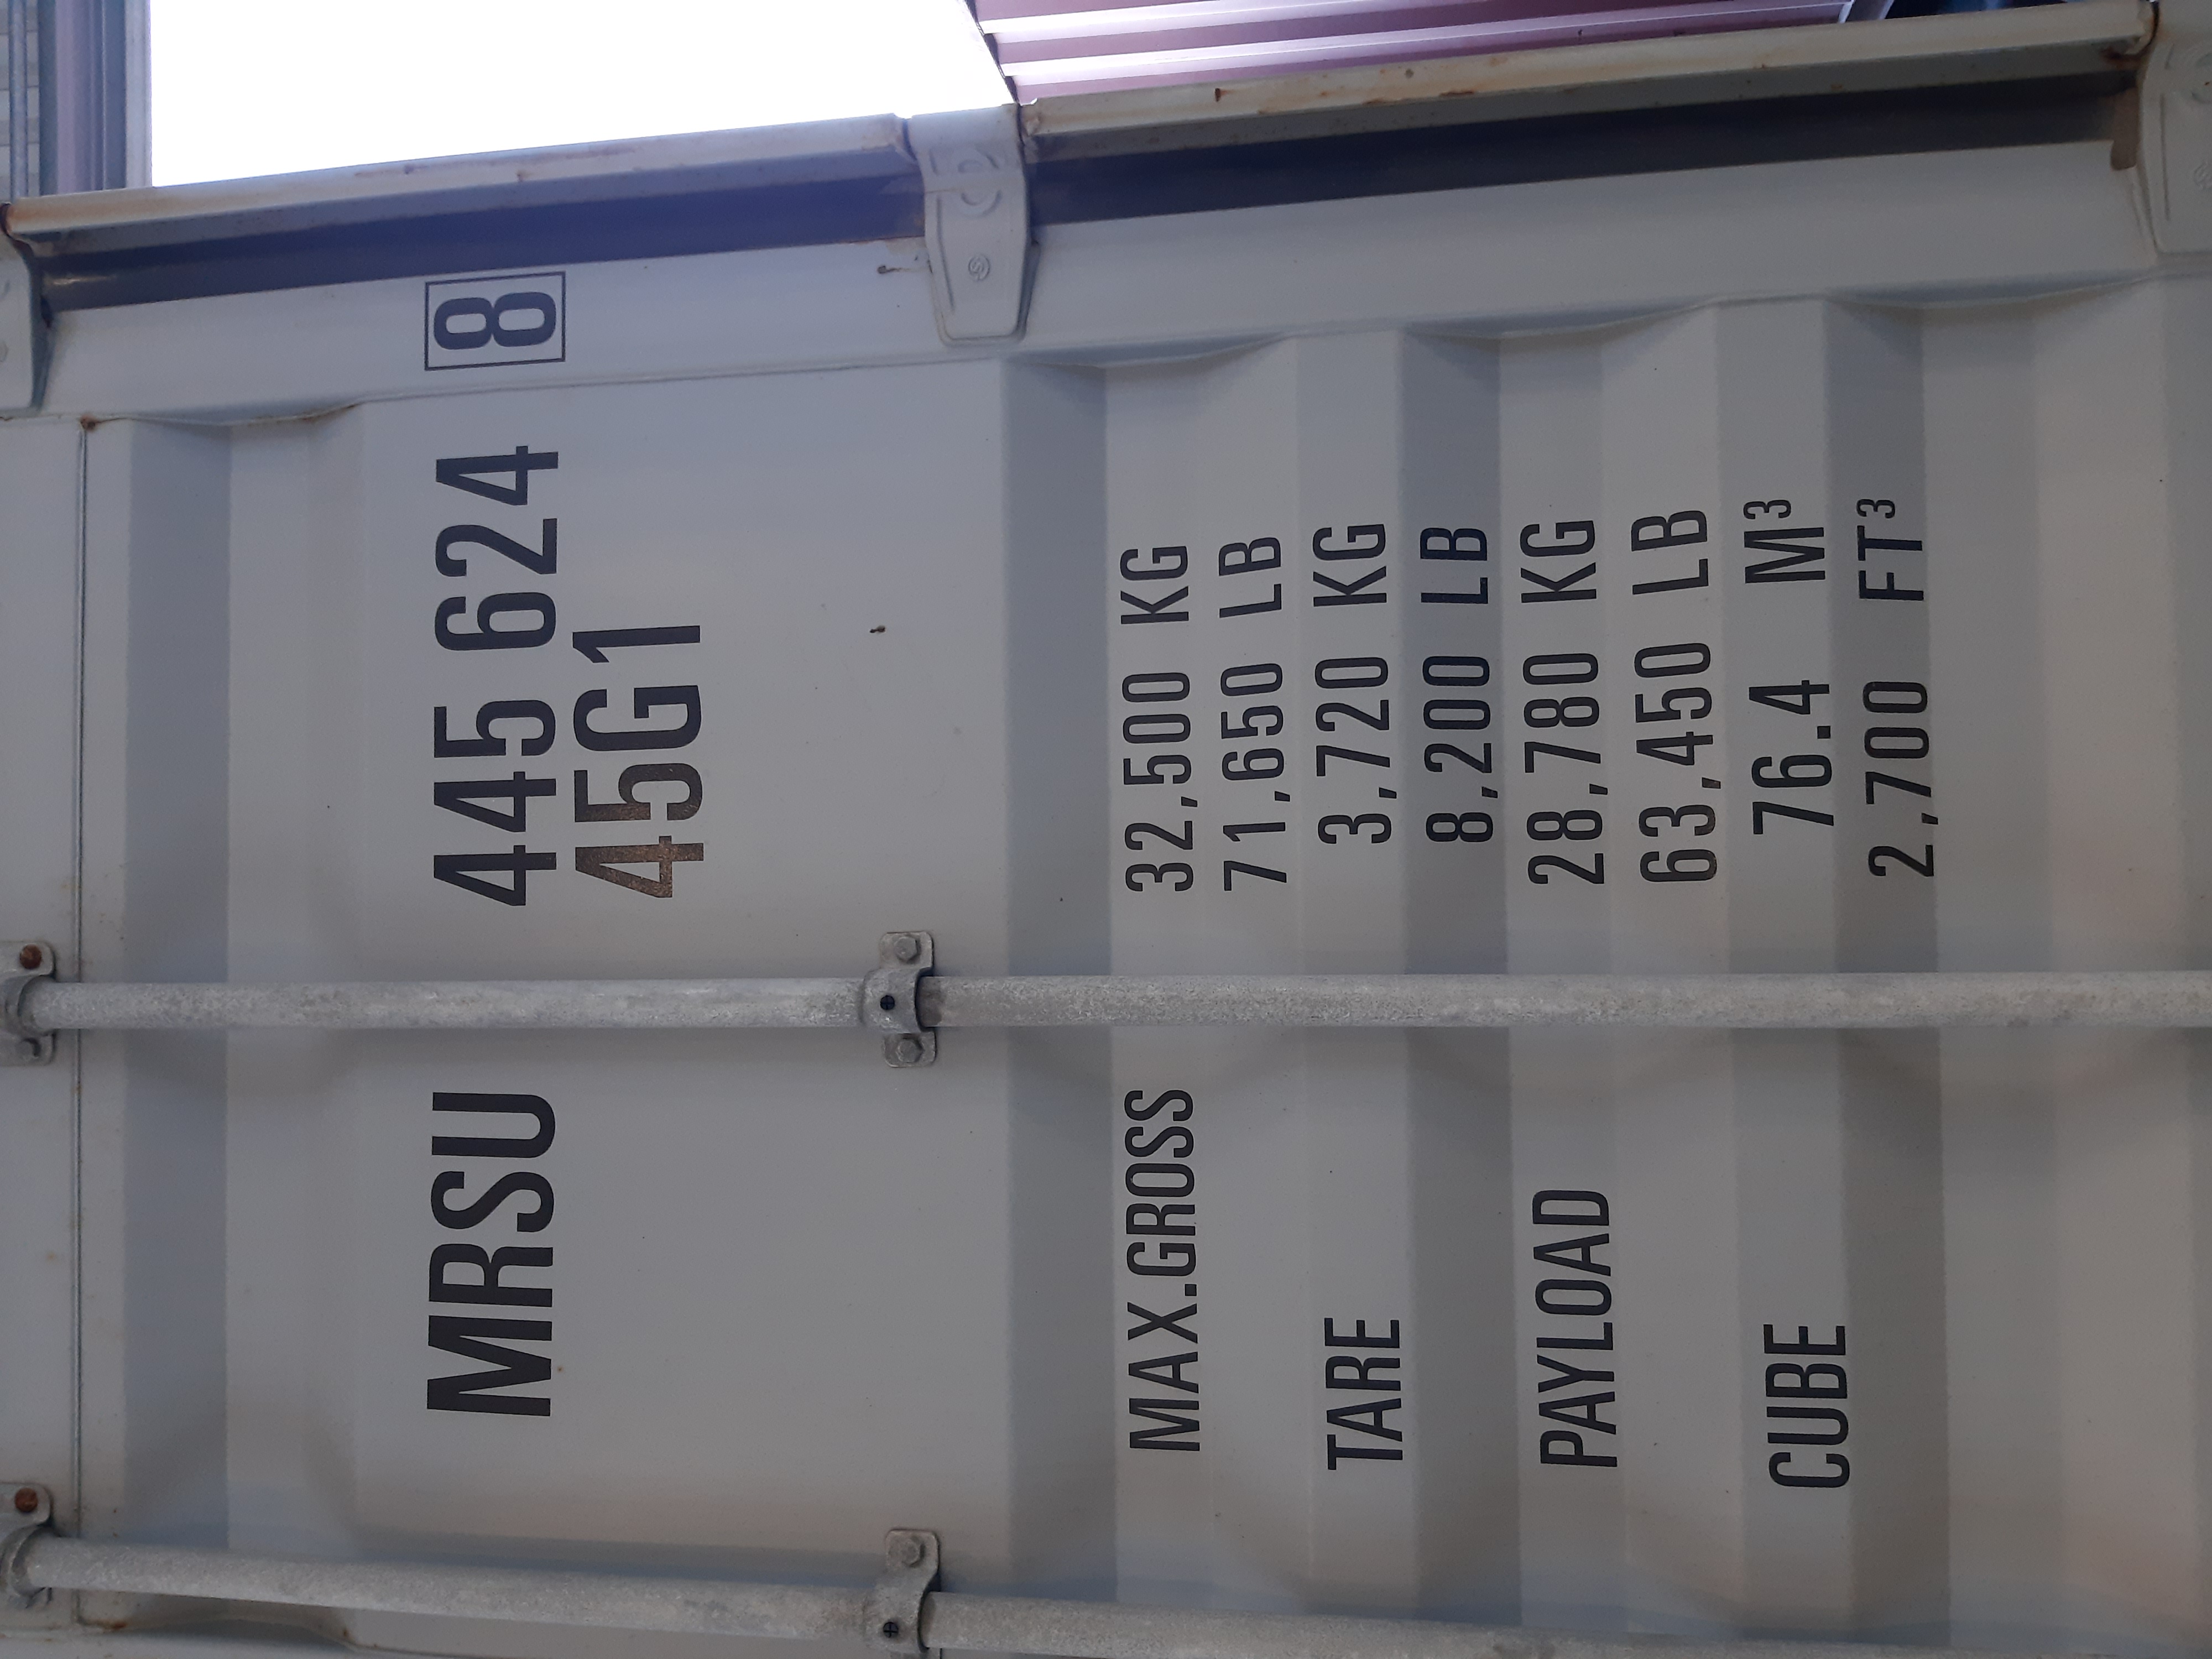 MRSU 445 624 8
45G1
MAX.GROSS 32,500 KG
71,650 LB
TARE 3,720 KG
8,200 LB
PAYLOAD 28,780 KG
63,450 LB
CUBE 76.4 M³
2,700 FT³